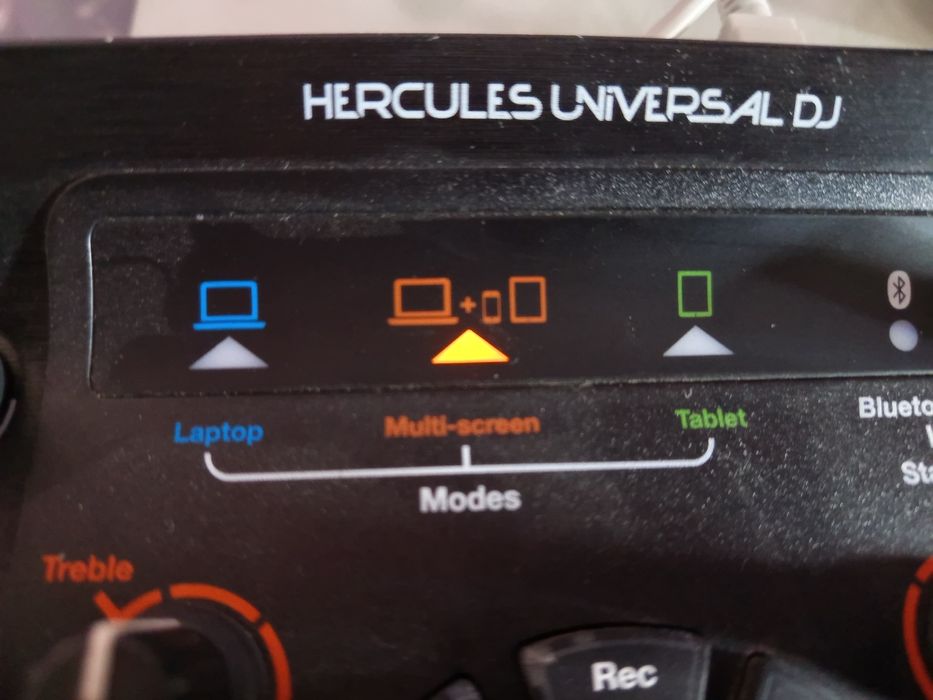 HERCULES UNiVERSAL DJ
Laptop
Multi-screen
Tablet
Modes
Treble
Rec